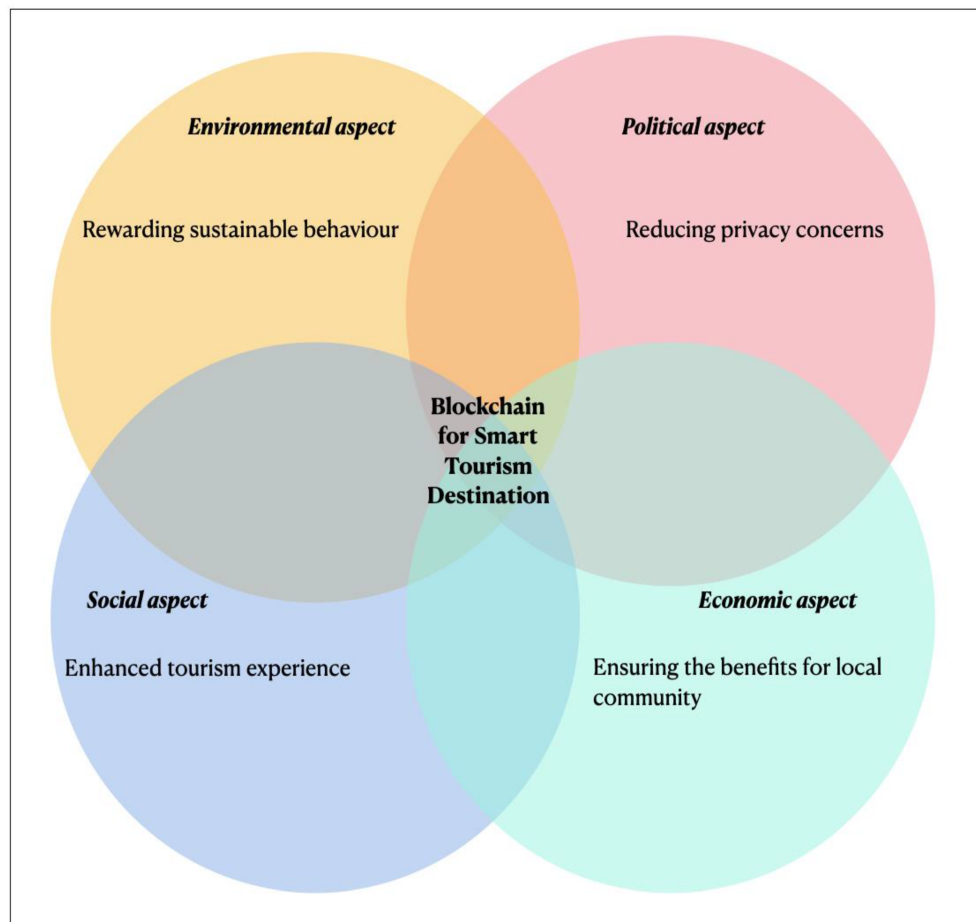 Environmental aspect
Political aspect
Rewarding sustainable behaviour
Reducing privacy concerns
Blockchain
for Smart
Tourism
Destination
Social aspect
Economic aspect
Enhanced tourism experience
Ensuring the benefits for local
community